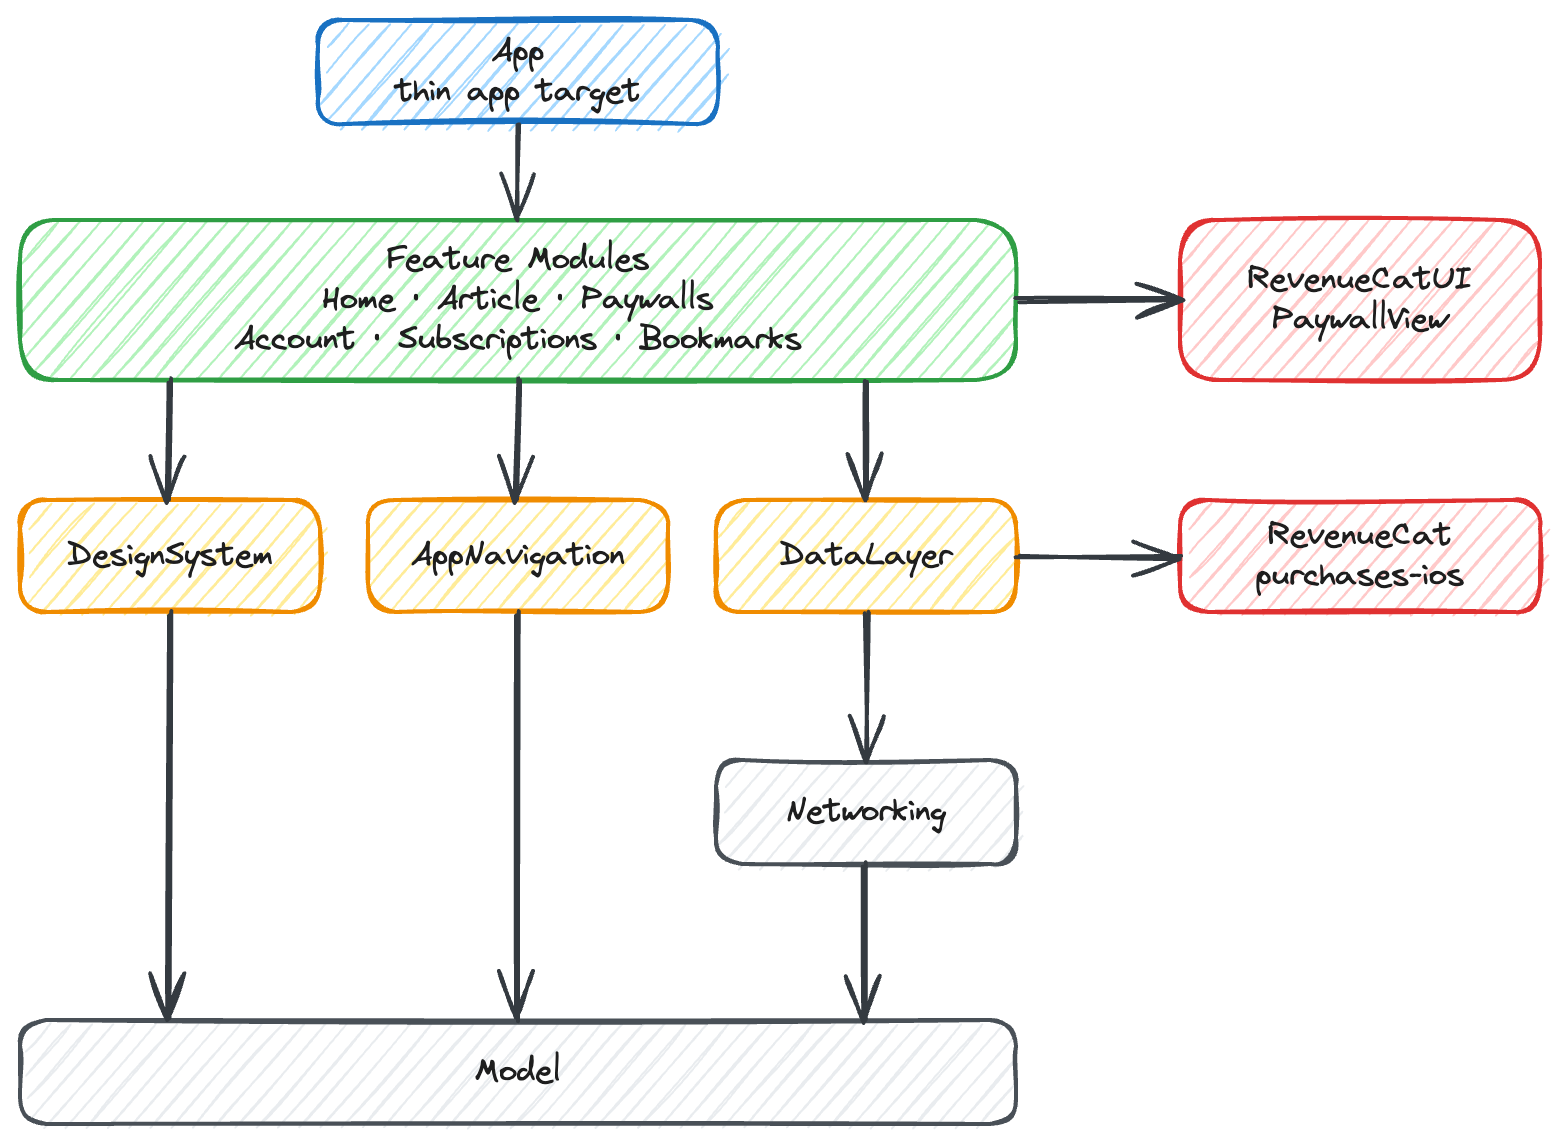 App
thin app target
Feature Modules
Home · Article · Paywalls
Account · Subscriptions · Bookmarks
RevenueCatUI
PaywallView
DesignSystem
AppNavigation
DataLayer
RevenueCat
purchases-ios
Networking
Model